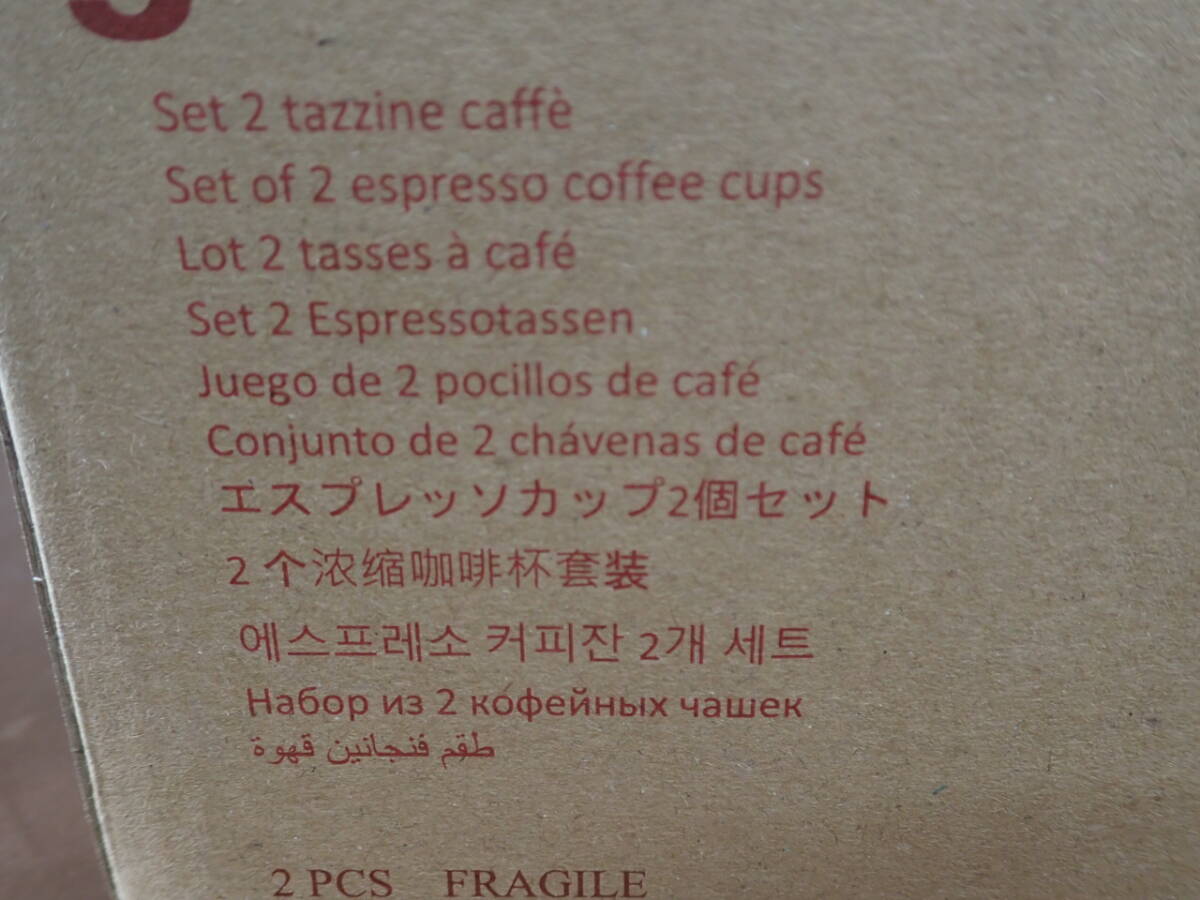 Set 2 tazzine caffè
Set of 2 espresso coffee cups
Lot 2 tasses à café
Set 2 Espressotassen
Juego de 2 pocillos de café
Conjunto de 2 chávenas de café
エスプレッソカップ2個セット
2 个浓缩咖啡杯套装
에스프레소 커피잔 2개 세트
Набор из 2 кофейных чашек
طقم فنجانين قهوة
2 PCS FRAGILE